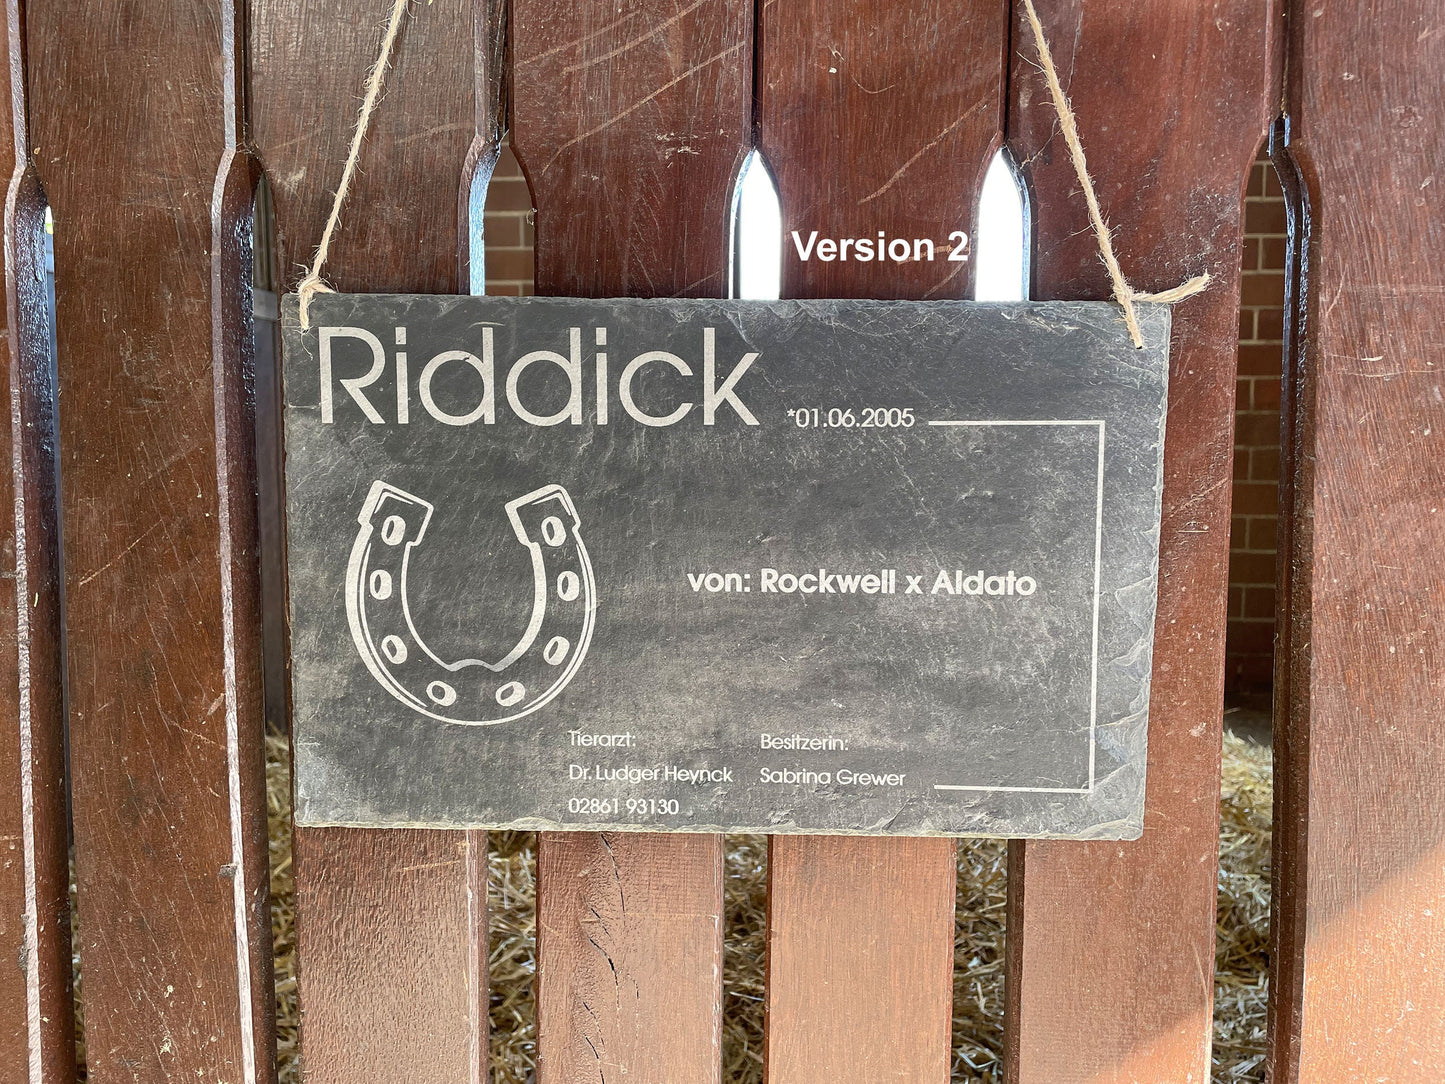 Version 2
Riddick *01.06.2005
von: Rockwell x Aldato
Tierarzt:
Dr. Ludger Heynck
02861 93130
Besitzerin:
Sabrina Grewer